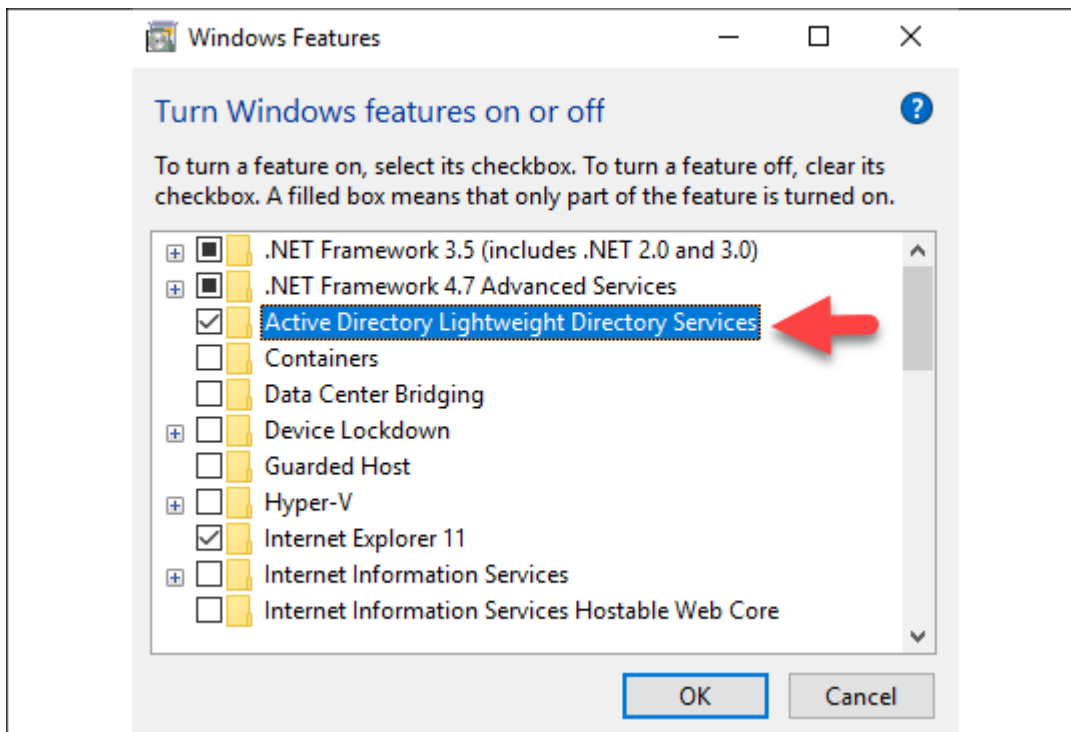 Windows Features
Turn Windows features on or off
To turn a feature on, select its checkbox. To turn a feature off, clear its
checkbox. A filled box means that only part of the feature is turned on.
.NET Framework 3.5 (includes .NET 2.0 and 3.0)
.NET Framework 4.7 Advanced Services
Active Directory Lightweight Directory Services
Containers
Data Center Bridging
Device Lockdown
Guarded Host
Hyper-V
Internet Explorer 11
Internet Information Services
Internet Information Services Hostable Web Core
OK
Cancel